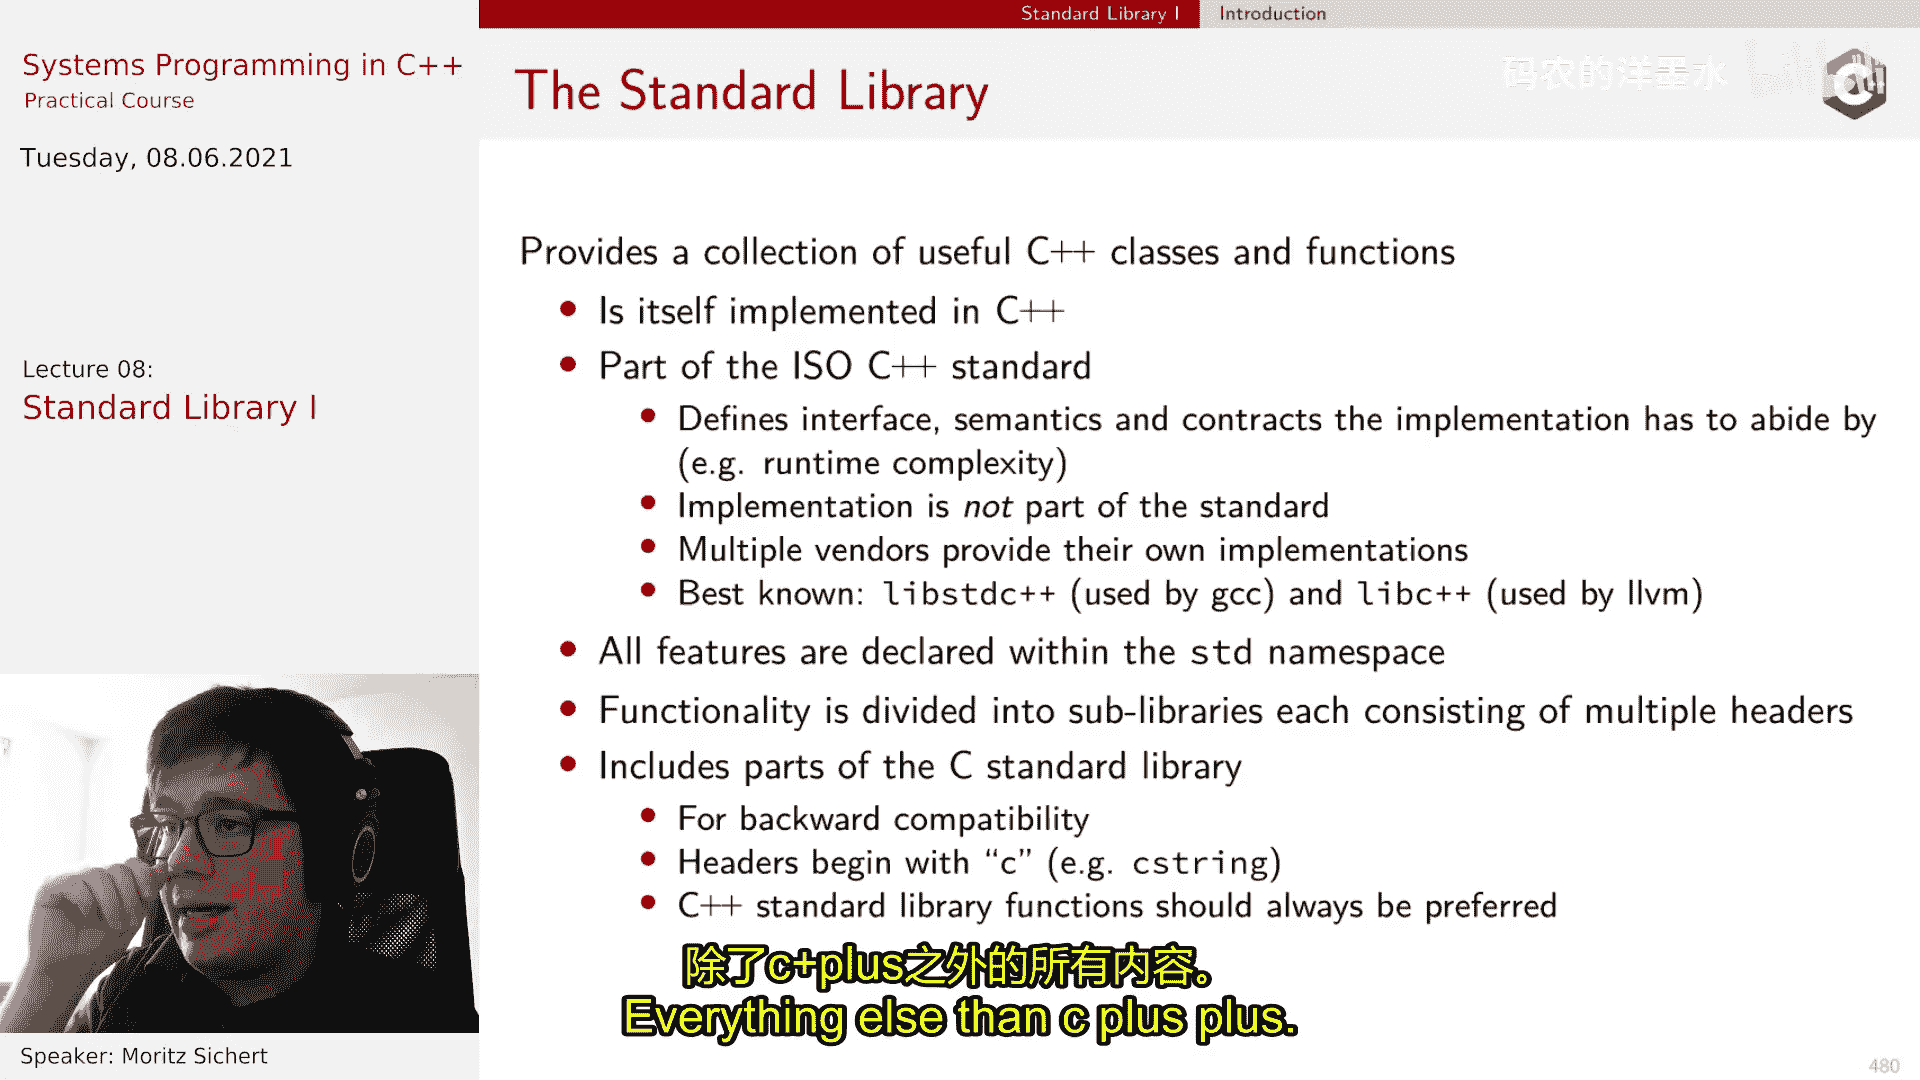 Standard Library I
Introduction
Systems Programming in C++
Practical Course
Tuesday, 08.06.2021
Lecture 08:
Standard Library I
Speaker: Moritz Sichert
The Standard Library
码农的洋墨水
Provides a collection of useful C++ classes and functions
• Is itself implemented in C++
• Part of the ISO C++ standard
• Defines interface, semantics and contracts the implementation has to abide by
(e.g. runtime complexity)
• Implementation is not part of the standard
• Multiple vendors provide their own implementations
• Best known: libstdc++ (used by gcc) and libc++ (used by llvm)
• All features are declared within the std namespace
• Functionality is divided into sub-libraries each consisting of multiple headers
• Includes parts of the C standard library
• For backward compatibility
• Headers begin with “c” (e.g. cstring)
• C++ standard library functions should always be preferred
除了c+plus之外的所有内容。
Everything else than c plus plus.
480